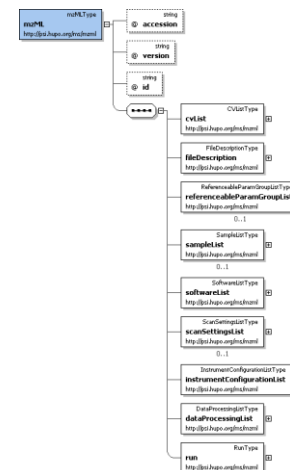 mzMLType
mzML
http://psi.hupo.org/ms/mzml
string
@ accession
string
@ version
string
@ id
CVListType
cvList
http://psi.hupo.org/ms/mzml
FileDescriptionType
fileDescription
http://psi.hupo.org/ms/mzml
ReferenceableParamGroupListType
referenceableParamGroupList
http://psi.hupo.org/ms/mzml
0..1
SampleListType
sampleList
http://psi.hupo.org/ms/mzml
0..1
SoftwareListType
softwareList
http://psi.hupo.org/ms/mzml
ScanSettingsListType
scanSettingsList
http://psi.hupo.org/ms/mzml
0..1
InstrumentConfigurationListType
instrumentConfigurationList
http://psi.hupo.org/ms/mzml
DataProcessingListType
dataProcessingList
http://psi.hupo.org/ms/mzml
RunType
run
http://psi.hupo.org/ms/mzml